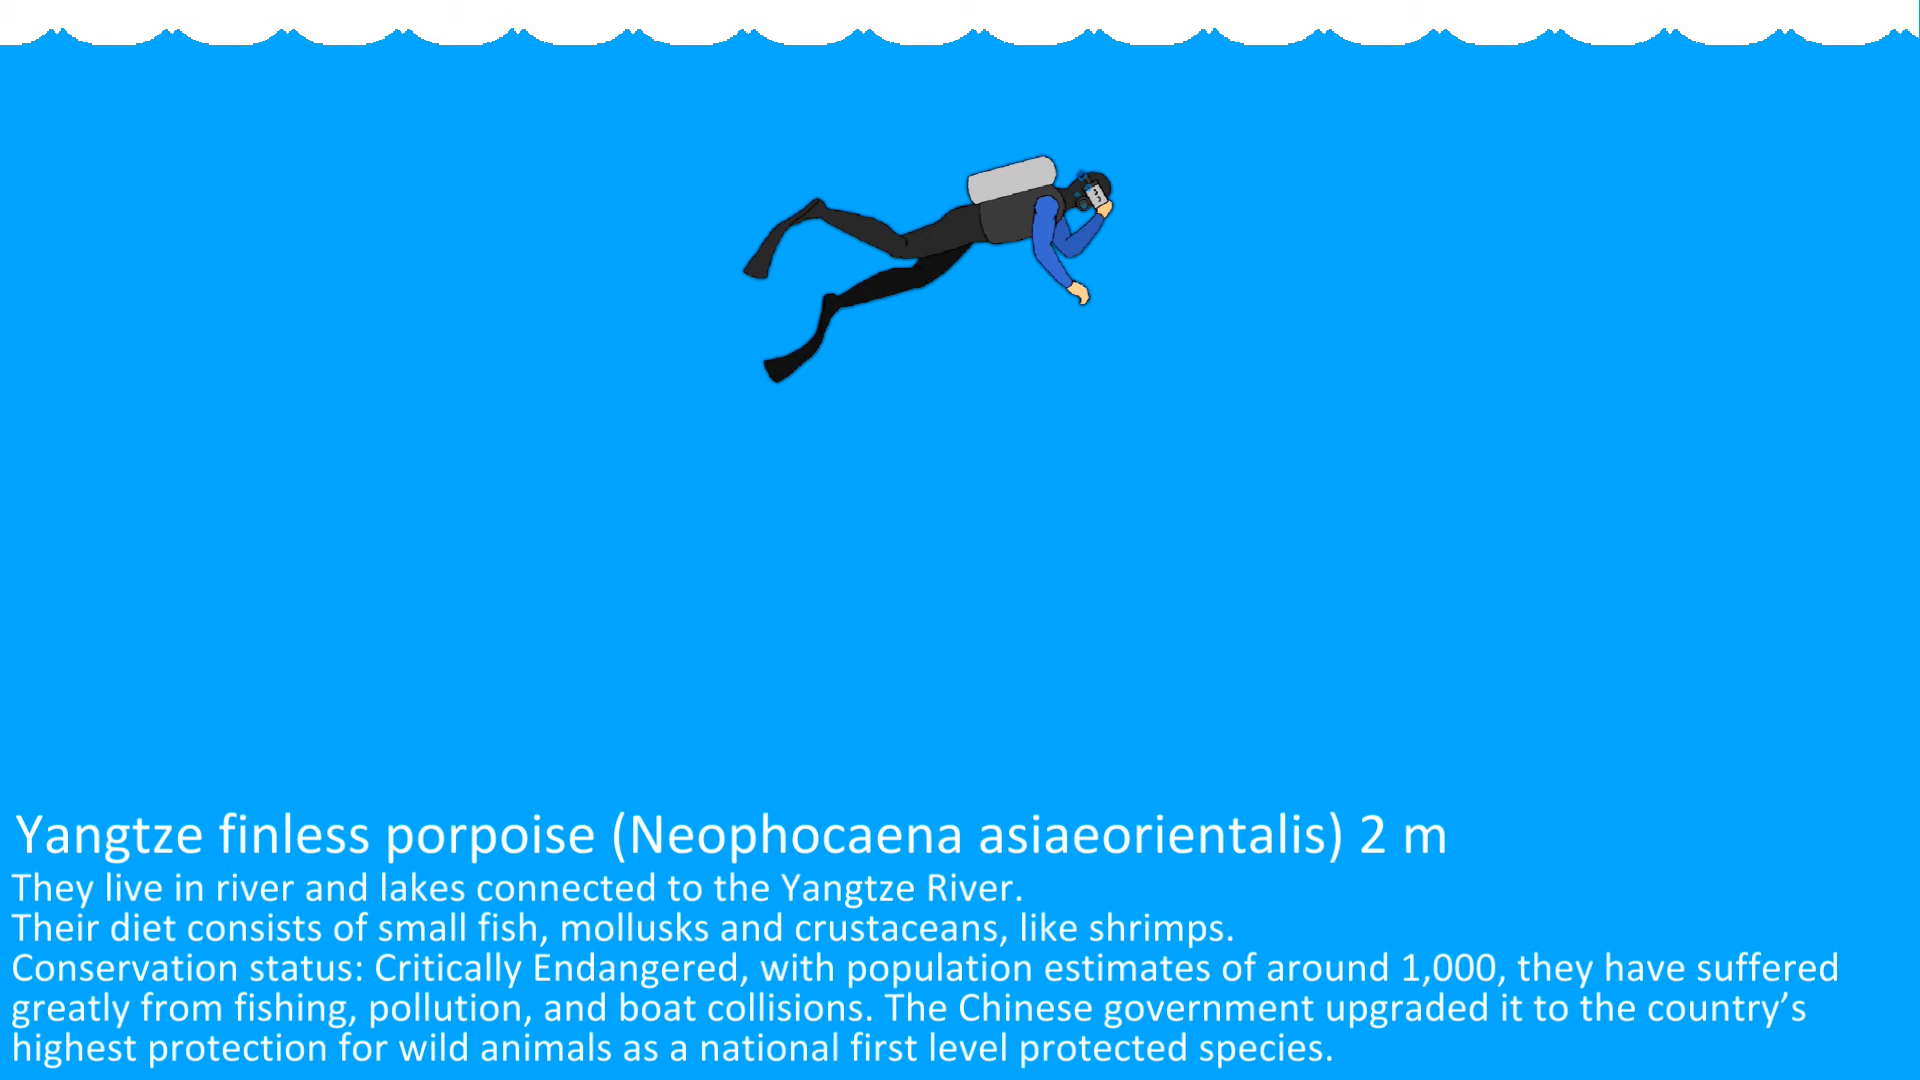 Yangtze finless porpoise (Neophocaena asiaeorientalis) 2 m
They live in river and lakes connected to the Yangtze River.
Their diet consists of small fish, mollusks and crustaceans, like shrimps.
Conservation status: Critically Endangered, with population estimates of around 1,000, they have suffered
greatly from fishing, pollution, and boat collisions. The Chinese government upgraded it to the country’s
highest protection for wild animals as a national first level protected species.